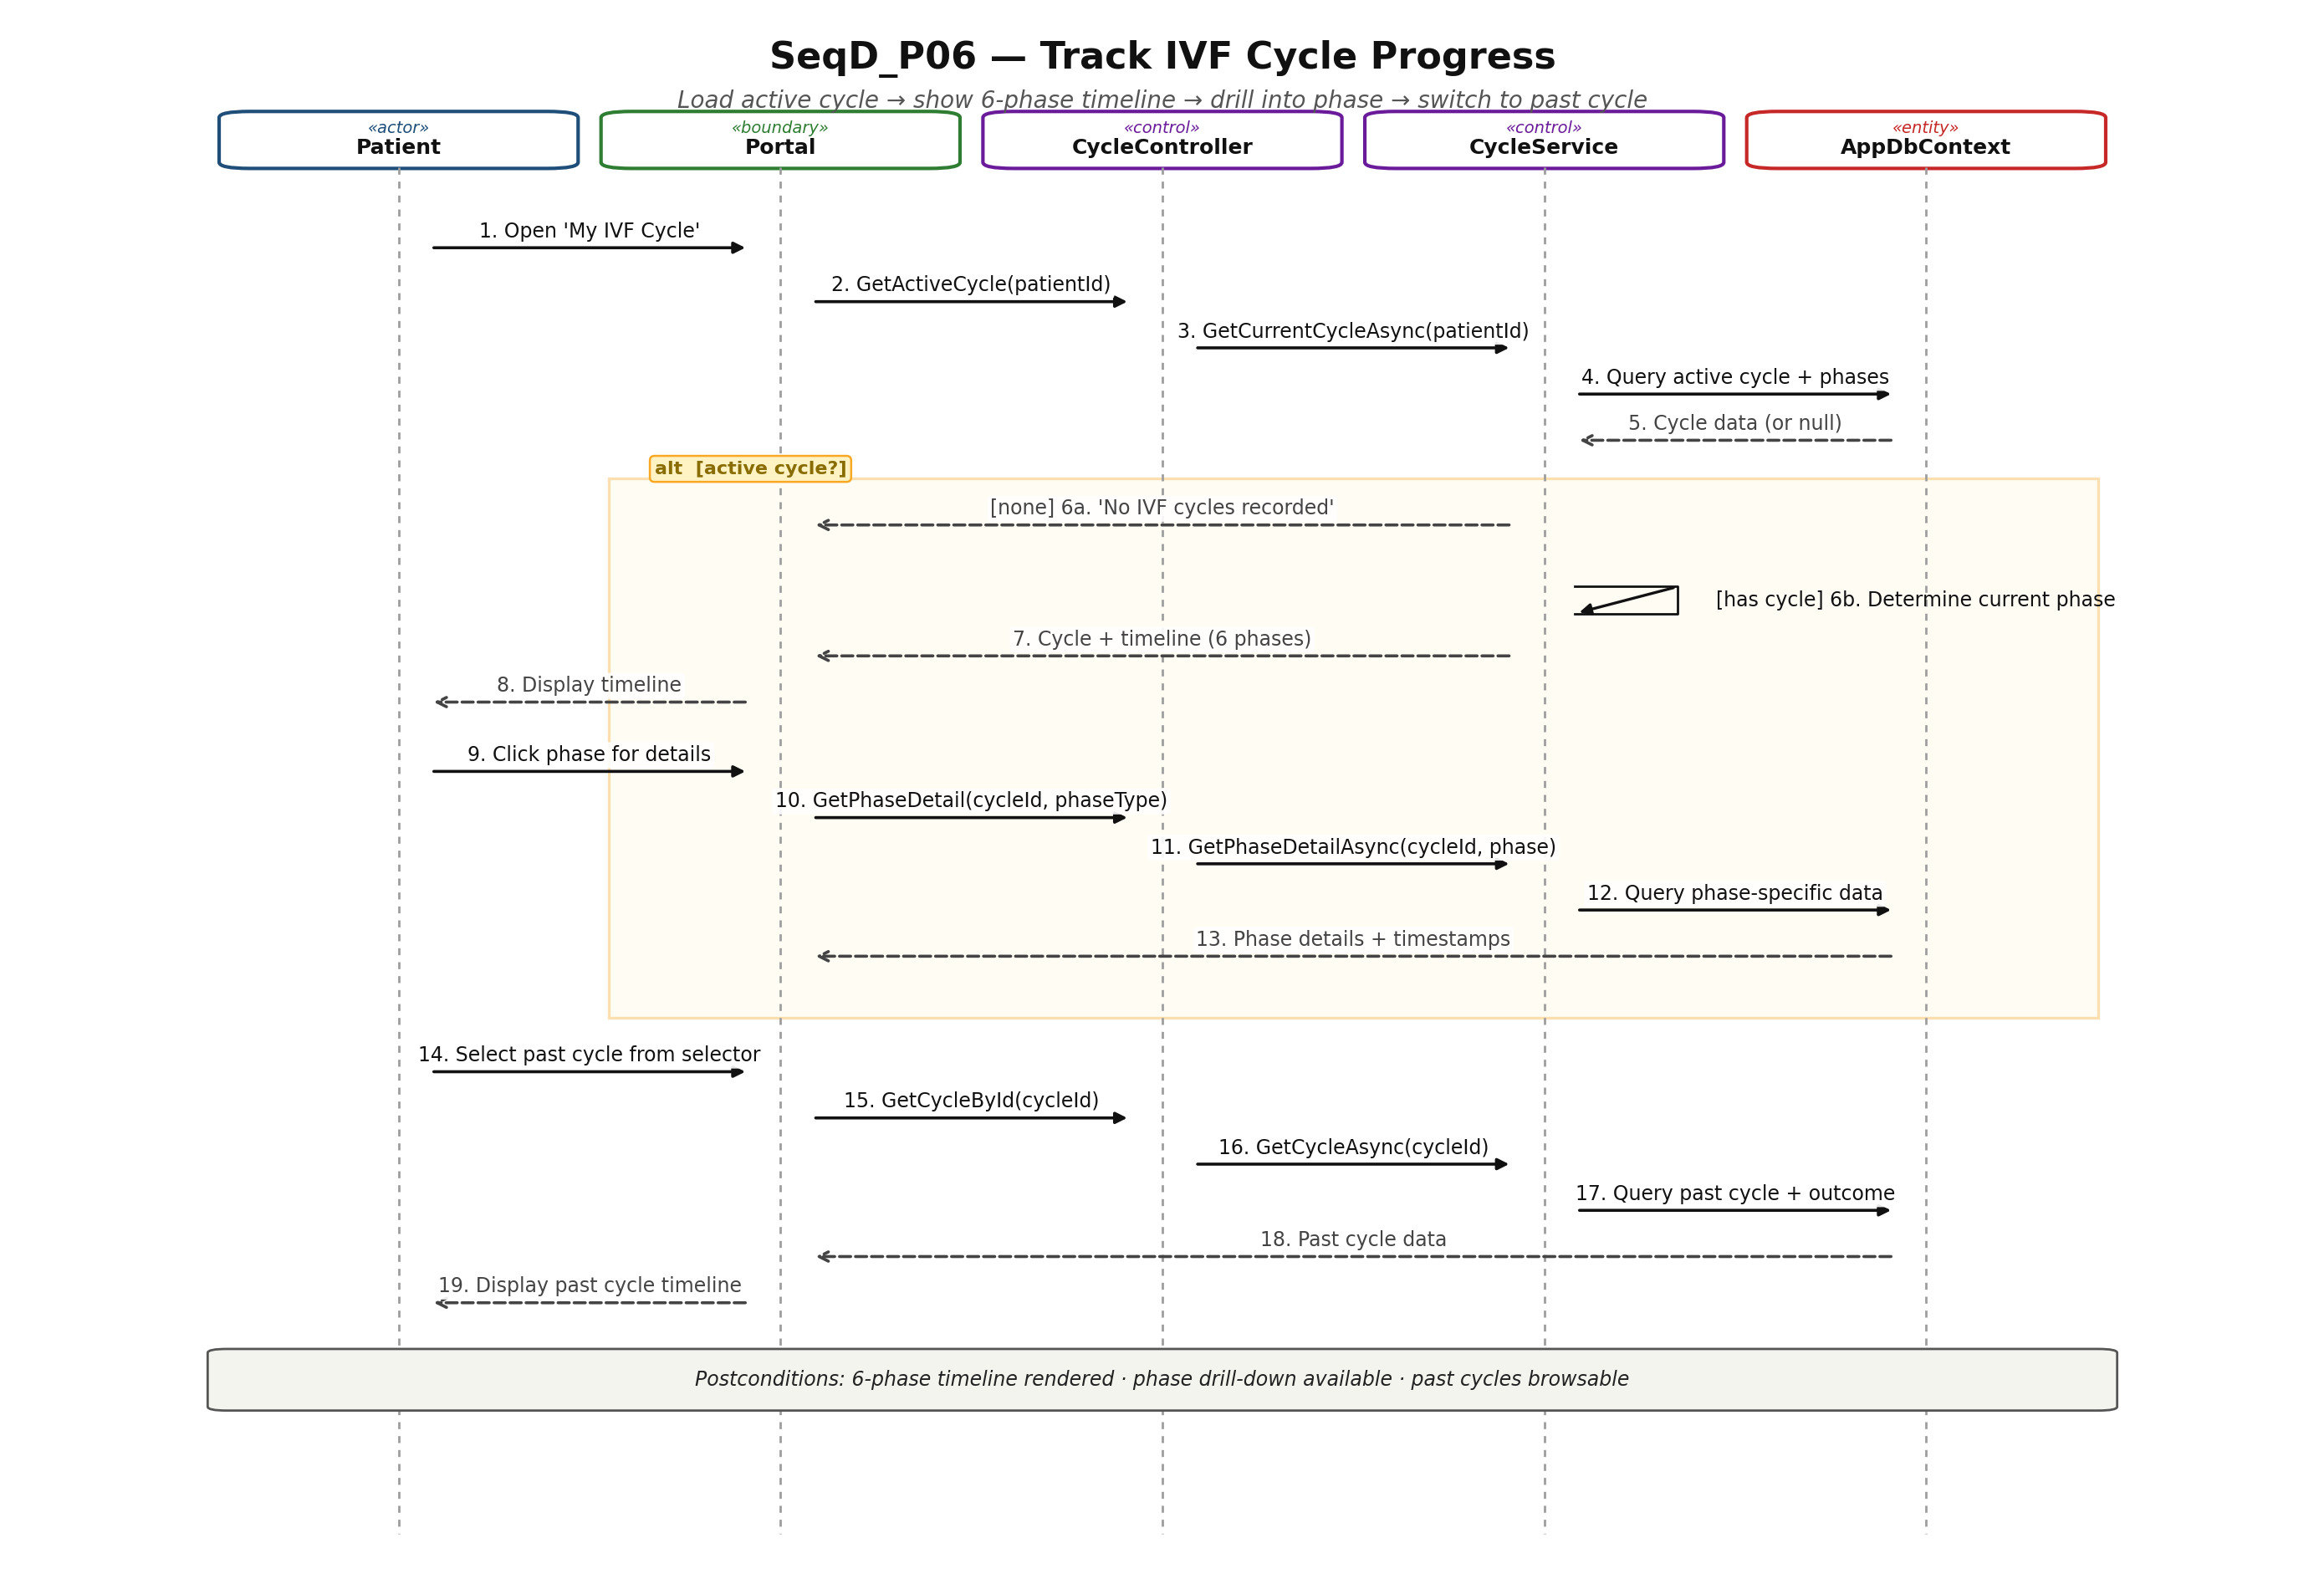 SeqD_P06 — Track IVF Cycle Progress
Load active cycle → show 6-phase timeline → drill into phase → switch to past cycle
«actor»
Patient
«boundary»
Portal
«control»
CycleController
«control»
CycleService
«entity»
AppDbContext
1. Open 'My IVF Cycle'
2. GetActiveCycle(patientId)
3. GetCurrentCycleAsync(patientId)
4. Query active cycle + phases
5. Cycle data (or null)
alt  [active cycle?]
[none] 6a. 'No IVF cycles recorded'
[has cycle] 6b. Determine current phase
7. Cycle + timeline (6 phases)
8. Display timeline
9. Click phase for details
10. GetPhaseDetail(cycleId, phaseType)
11. GetPhaseDetailAsync(cycleId, phase)
12. Query phase-specific data
13. Phase details + timestamps
14. Select past cycle from selector
15. GetCycleById(cycleId)
16. GetCycleAsync(cycleId)
17. Query past cycle + outcome
18. Past cycle data
19. Display past cycle timeline
Postconditions: 6-phase timeline rendered · phase drill-down available · past cycles browsable